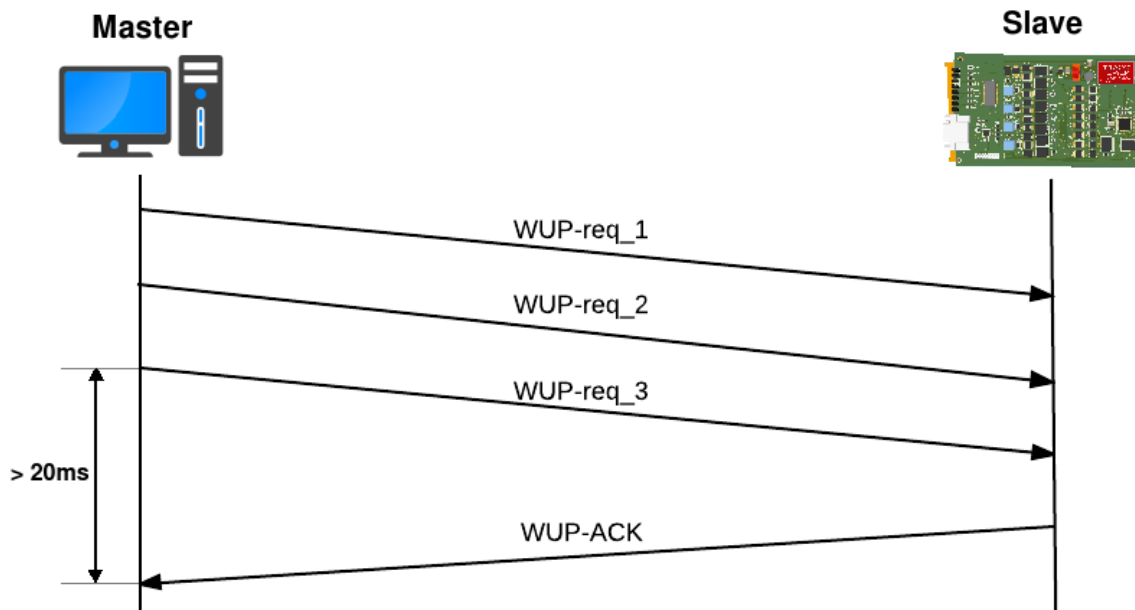 Master
Slave
WUP-req_1
WUP-req_2
WUP-req_3
> 20ms
WUP-ACK